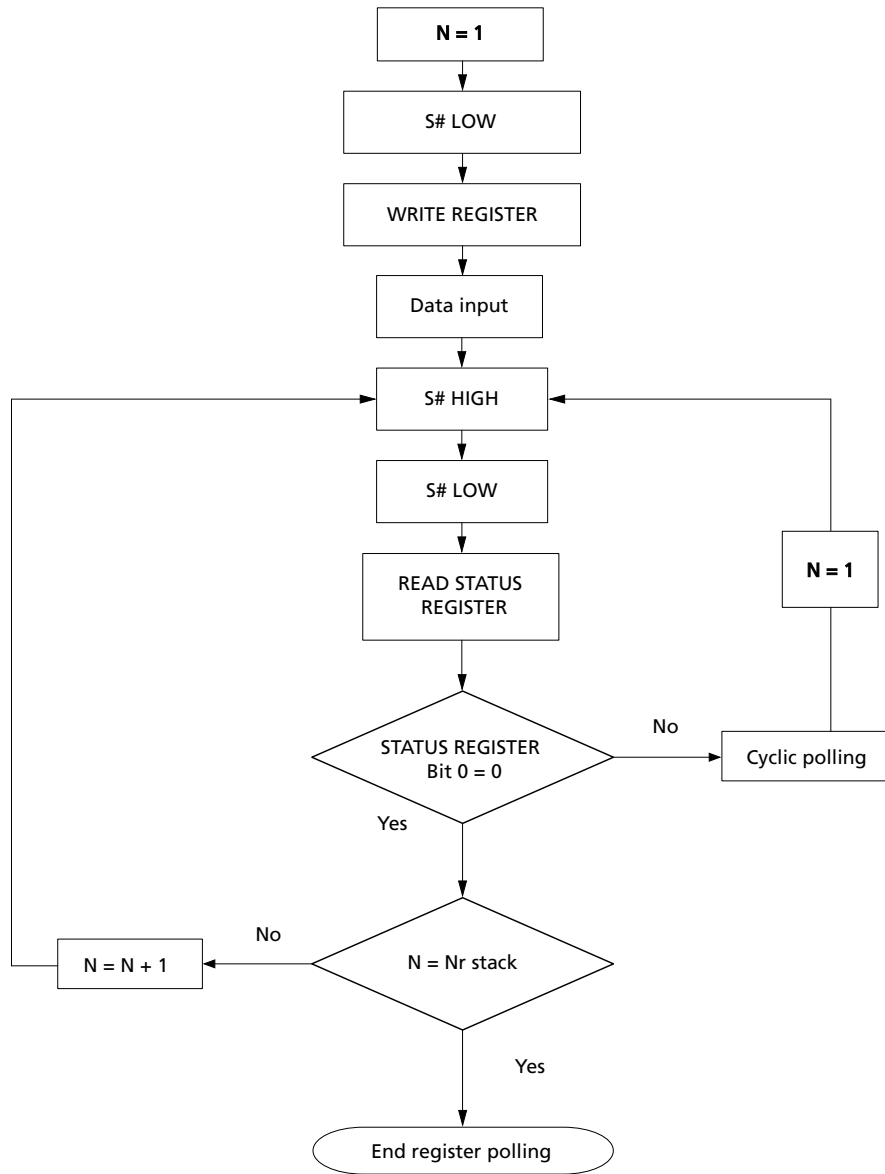 N = 1
S# LOW
WRITE REGISTER
Data input
S# HIGH
S# LOW
N = 1
READ STATUS
REGISTER
No
STATUS REGISTER
Bit 0 = 0
Cyclic polling
Yes
No
N = Nr stack
N = N + 1
Yes
End register polling